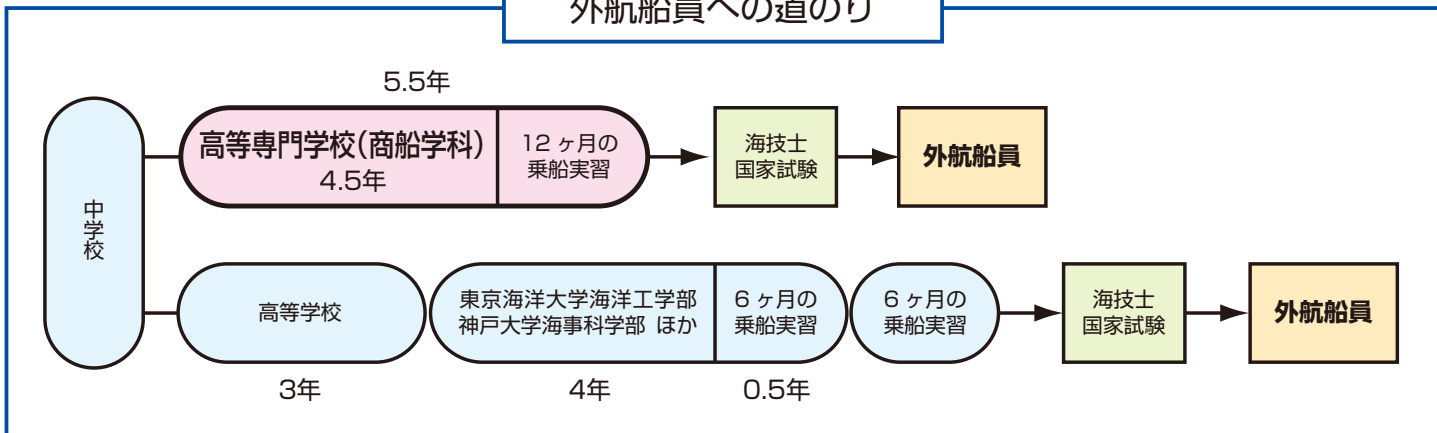 外航船員への道のり
5.5年
高等専門学校(商船学科)
4.5年
12ヶ月の
乗船実習
海技士
国家試験
外航船員
中学校
高等学校
東京海洋大学海洋工学部
神戸大学海事科学部 ほか
6ヶ月の
乗船実習
6ヶ月の
乗船実習
海技士
国家試験
外航船員
3年
4年
0.5年